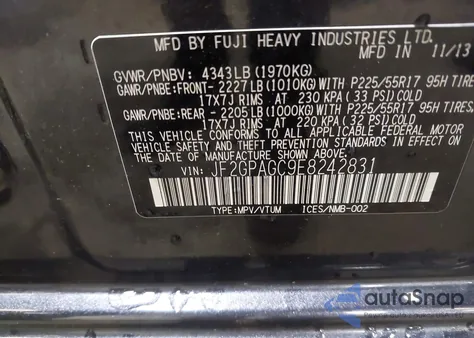 MFD BY FUJI HEAVY INDUSTRIES LTD.
MFD IN 11/13
GVWR/PNBV: 4343LB(1970KG)
GAWR/PNBE:FRONT- 2227LB(1010KG)WITH P225/55R17 95H TIRES,
17X7J RIMS AT 230 KPA(33 PSI)COLD
GAWR/PNBE:REAR - 2205LB(1000KG)WITH P225/55R17 95H TIRES,
17X7J RIMS AT 220 KPA(32 PSI)COLD
THIS VEHICLE CONFORMS TO ALL APPLICABLE FEDERAL MOTOR
VEHICLE SAFETY AND BUMPER STANDARDS IN EFFECT ON THE
DATE OF MANUFACTURE SHOWN ABOVE.
VIN: JF2GPAGC9E8242831
TYPE:MPV/VTUM ICES/NMB-002
autoSnap